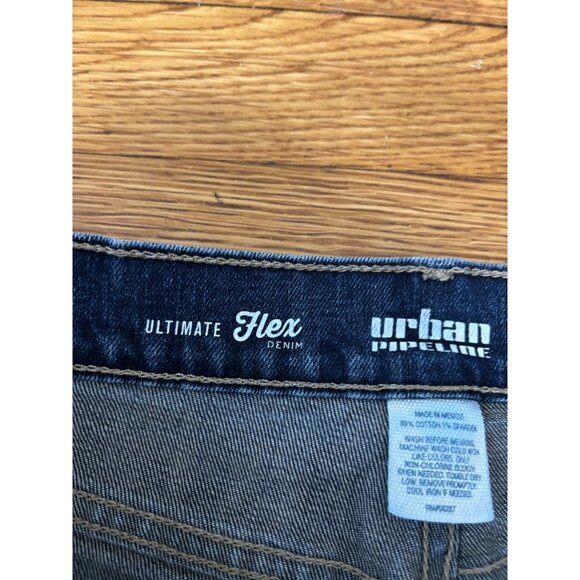 ULTIMATE Flex
DENIM
urban
PIPELINE
MADE IN MEXICO
99% COTTON 1% SPANDEX
WASH BEFORE WEARING
MACHINE WASH COLD WITH
LIKE COLORS. ONLY
NON-CHLORINE BLEACH
WHEN NEEDED. TUMBLE DRY
LOW. REMOVE PROMPTLY.
COOL IRON IF NEEDED.